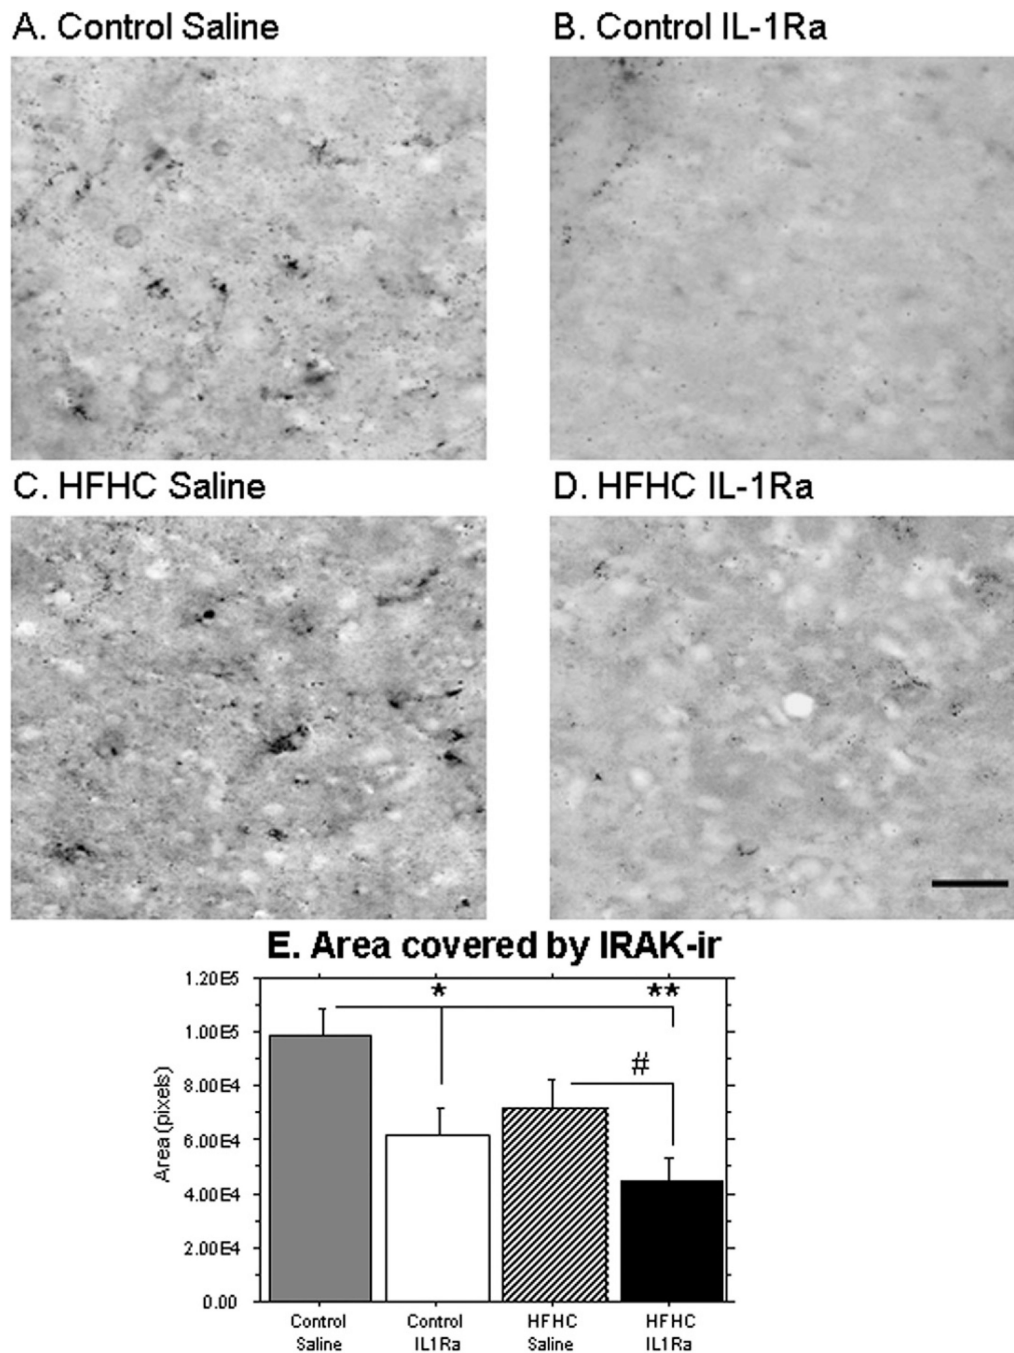 A. Control Saline
B. Control IL-1Ra
C. HFHC Saline
D. HFHC IL-1Ra
E. Area covered by IRAK-ir
1.20E5
1.00E5
8.00E4
6.00E4
4.00E4
2.00E4
0.00
Area (pixels)
*
**
#
Control
Saline
Control
IL1Ra
HFHC
Saline
HFHC
IL1Ra